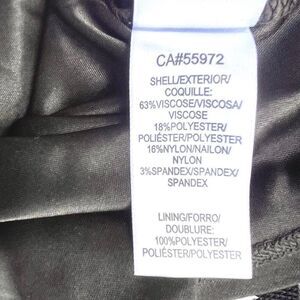 CA#55972
SHELL/EXTERIOR/
COQUILLE:
63%VISCOSE/VISCOSA/
VISCOSE
18%POLYESTER/
POLIÉSTER/POLYESTER
16%NYLON/NAILON/
NYLON
3%SPANDEX/SPANDEX/
SPANDEX
LINING/FORRO/
DOUBLURE:
100%POLYESTER/
POLIÉSTER/POLYESTER